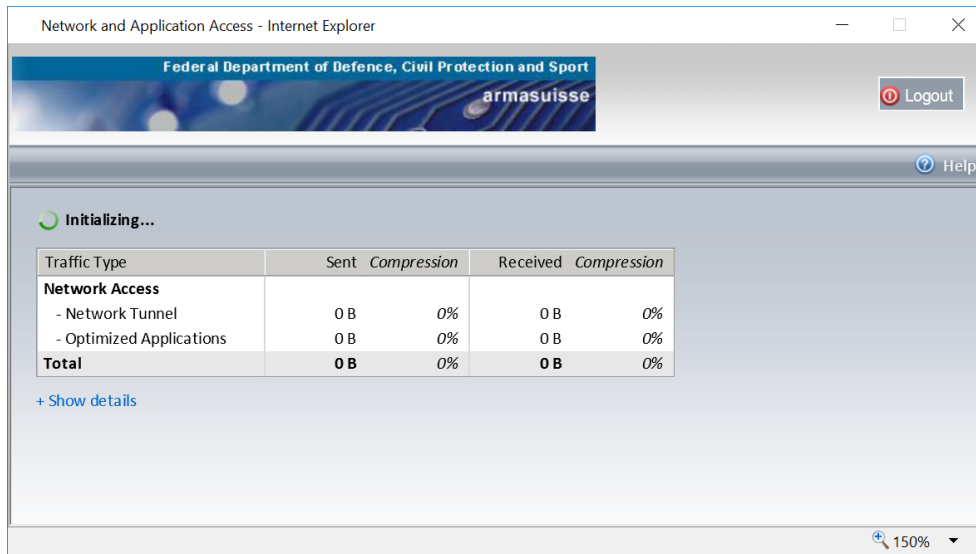 Network and Application Access - Internet Explorer
Federal Department of Defence, Civil Protection and Sport
armasuisse
Logout
Help
Initializing...
Traffic Type Sent Compression Received Compression
Network Access
- Network Tunnel 0 B 0% 0 B 0%
- Optimized Applications 0 B 0% 0 B 0%
Total 0 B 0% 0 B 0%
+ Show details
150%